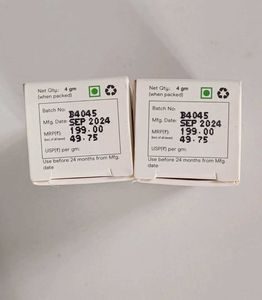 Net Qty: 4 gm
(when packed)
Batch No: B4045
Mfg. Date: SEP 2024
MRP(₹): 199.00
(Incl. of all taxes)
USP(₹) per gm: 49.75
Use before 24 months from Mfg.
date
Net Qty: 4 gm
(when packed)
Batch No: B4045
Mfg. Date: SEP 2024
MRP(₹): 199.00
(Incl. of all taxes)
USP(₹) per gm: 49.75
Use before 24 months from Mfg.
date